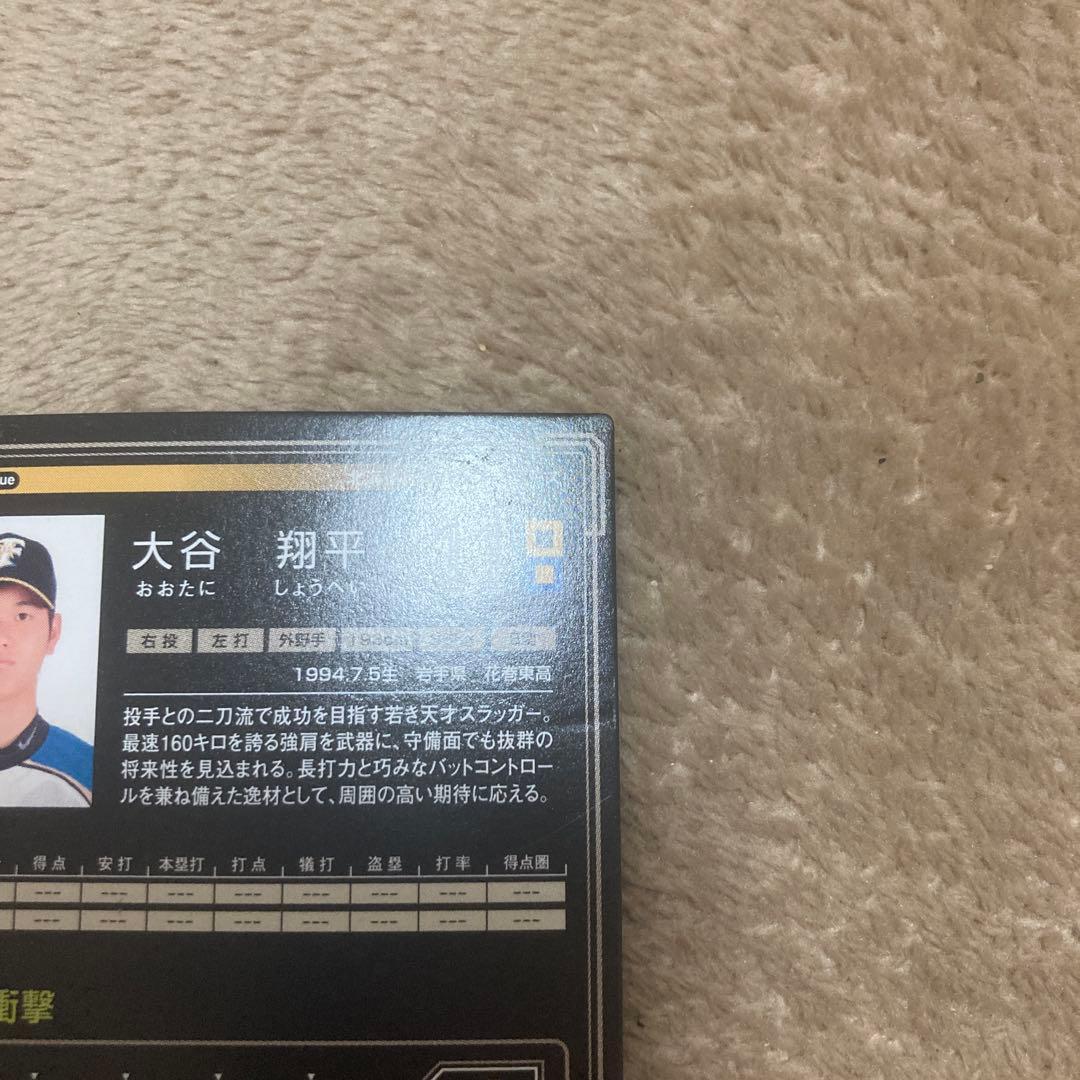 ue
大谷 翔平
おおたに しょうへい
右投 左打 外野手 193cm
1994.7.5生 岩手県 花巻東高
投手との二刀流で成功を目指す若き天才スラッガー。
最速160キロを誇る強肩を武器に、守備面でも抜群の
将来性を見込まれる。長打力と巧みなバットコントロー
ルを兼ね備えた逸材として、周囲の高い期待に応える。
得点 安打 本塁打 打点 犠打 盗塁 打率 得点圏
--- --- --- --- --- --- --- ---
--- --- --- --- --- --- --- ---
衝撃